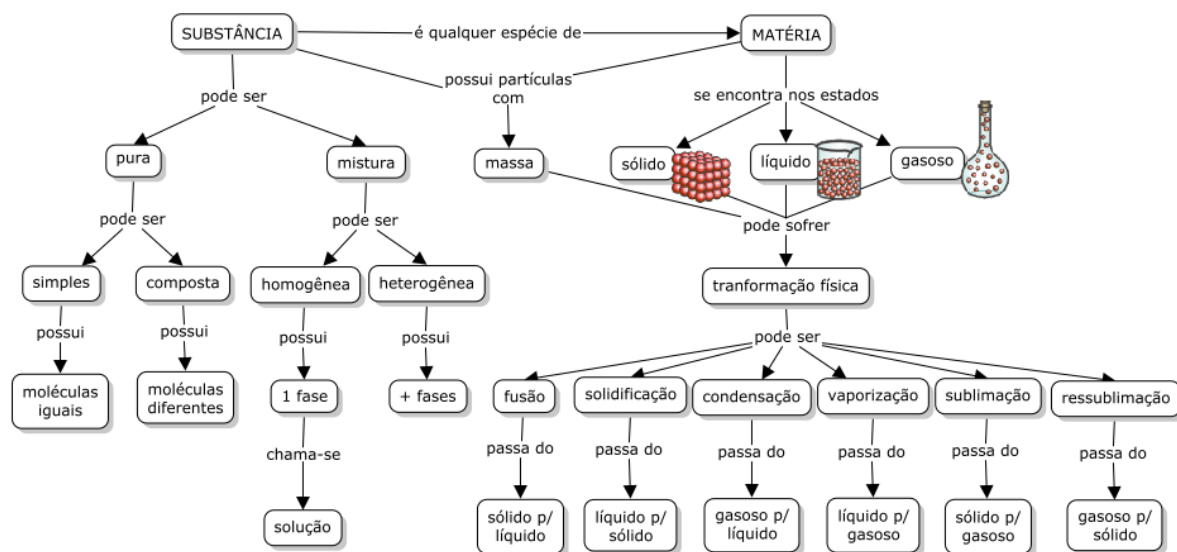 SUBSTÂNCIA
é qualquer espécie de
MATÉRIA
possui partículas
com
pode ser
se encontra nos estados
pura
mistura
massa
sólido
líquido
gasoso
pode ser
pode ser
pode sofrer
simples
composta
homogênea
heterogênea
tranformação física
possui
possui
possui
possui
pode ser
moléculas
iguais
moléculas
diferentes
1 fase
+ fases
fusão
solidificação
condensação
vaporização
sublimação
ressublimação
chama-se
passa do
passa do
passa do
passa do
passa do
passa do
solução
sólido p/
líquido
líquido p/
sólido
gasoso p/
líquido
líquido p/
gasoso
sólido p/
gasoso
gasoso p/
sólido